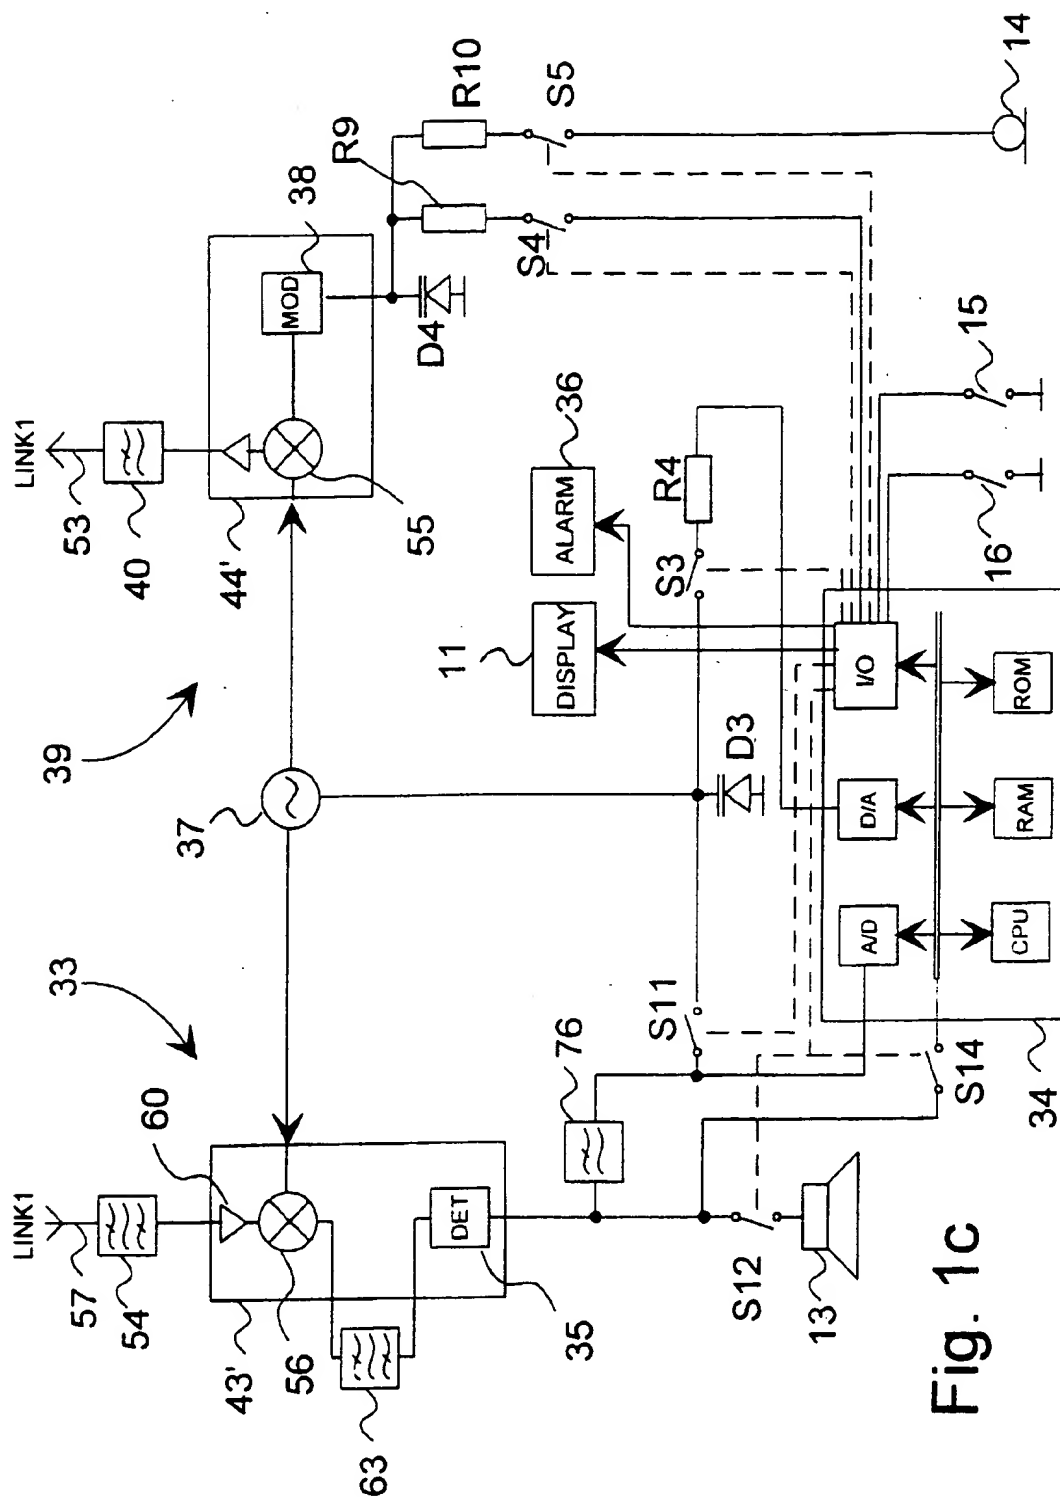 LINK1
LINK1
33
39
57
53
54
60
40
37
43'
44'
MOD
38
56
55
R9
R10
63
D4
DET
11
36
S4
S5
DISPLAY
ALARM
35
76
S11
S3
R4
S12
D3
13
A/D
D/A
I/O
S14
16
15
14
CPU
RAM
ROM
34
Fig. 1c